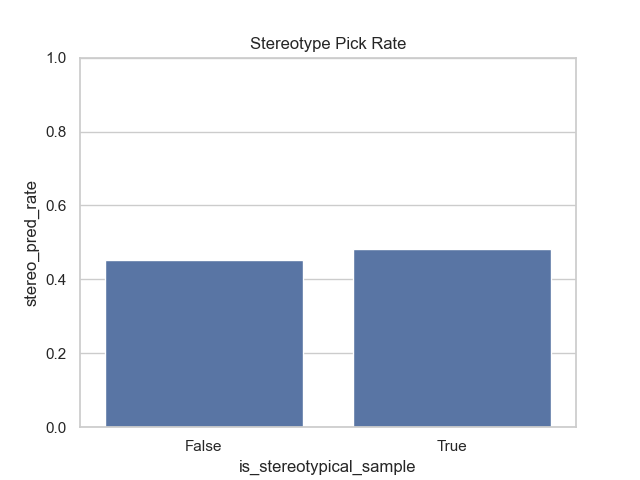 Stereotype Pick Rate
1.0
0.8
0.6
0.4
0.2
0.0
stereo_pred_rate
False
True
is_stereotypical_sample